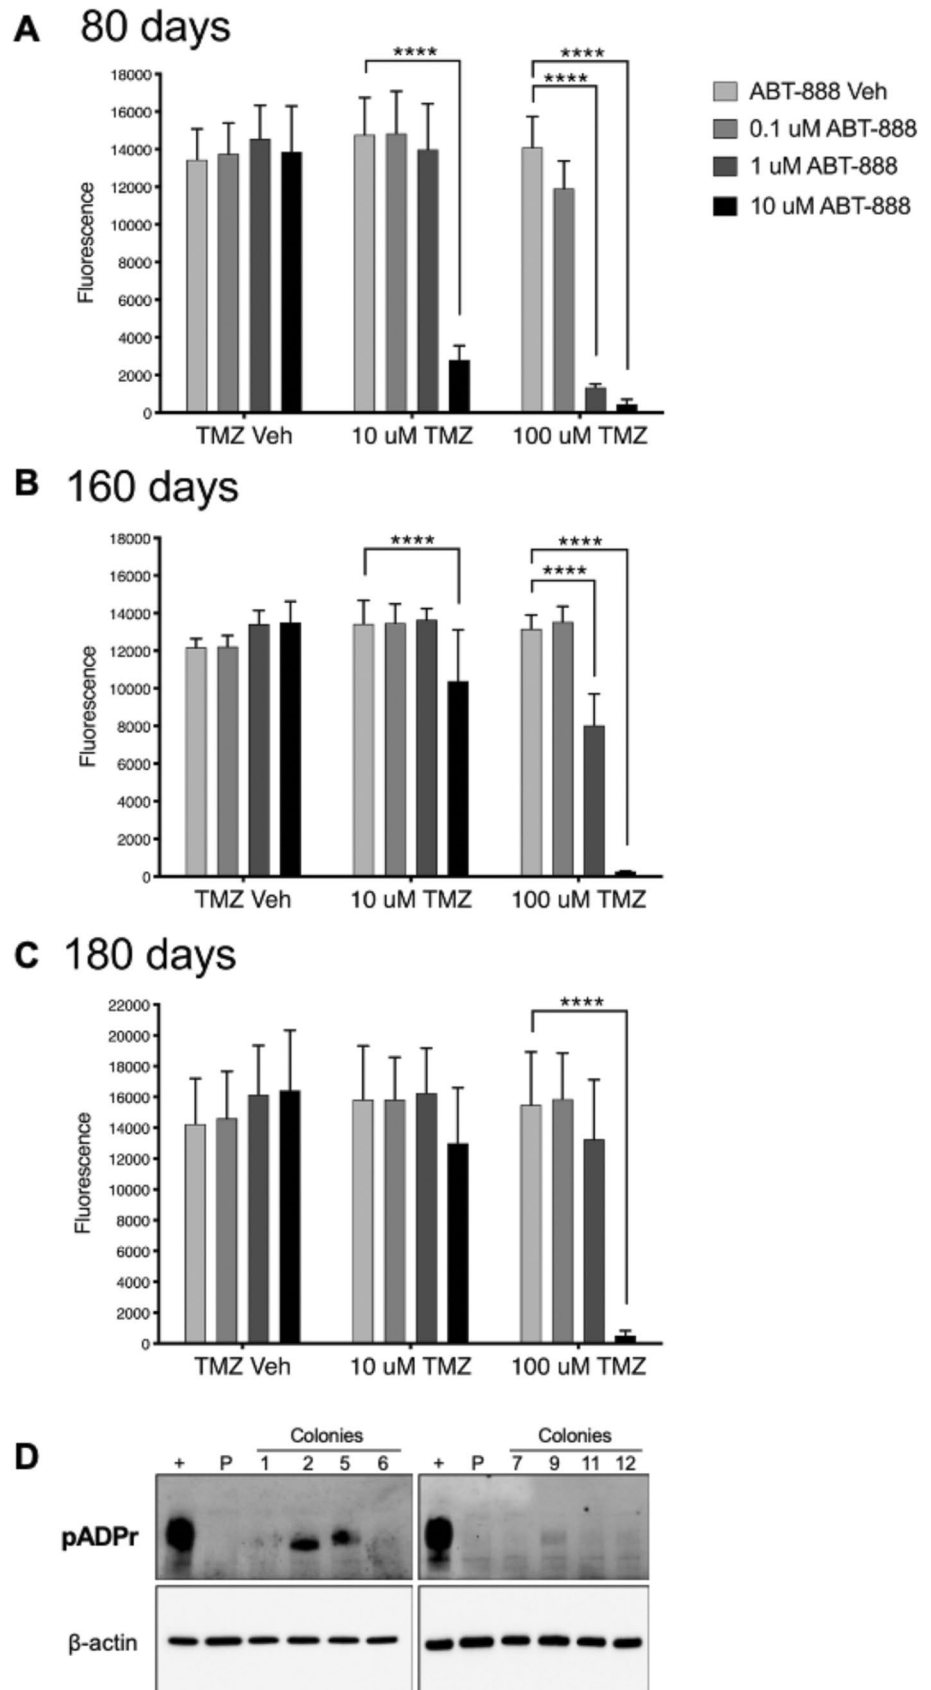 A 80 days
****
****
****
18000
16000
14000
12000
10000
8000
6000
4000
2000
0
Fluorescence
TMZ Veh 10 uM TMZ 100 uM TMZ
ABT-888 Veh
0.1 uM ABT-888
1 uM ABT-888
10 uM ABT-888
B 160 days
****
****
****
18000
16000
14000
12000
10000
8000
6000
4000
2000
0
Fluorescence
TMZ Veh 10 uM TMZ 100 uM TMZ
C 180 days
****
22000
20000
18000
16000
14000
12000
10000
8000
6000
4000
2000
0
Fluorescence
TMZ Veh 10 uM TMZ 100 uM TMZ
D
Colonies Colonies
+ P 1 2 5 6 + P 7 9 11 12
pADPr
β-actin